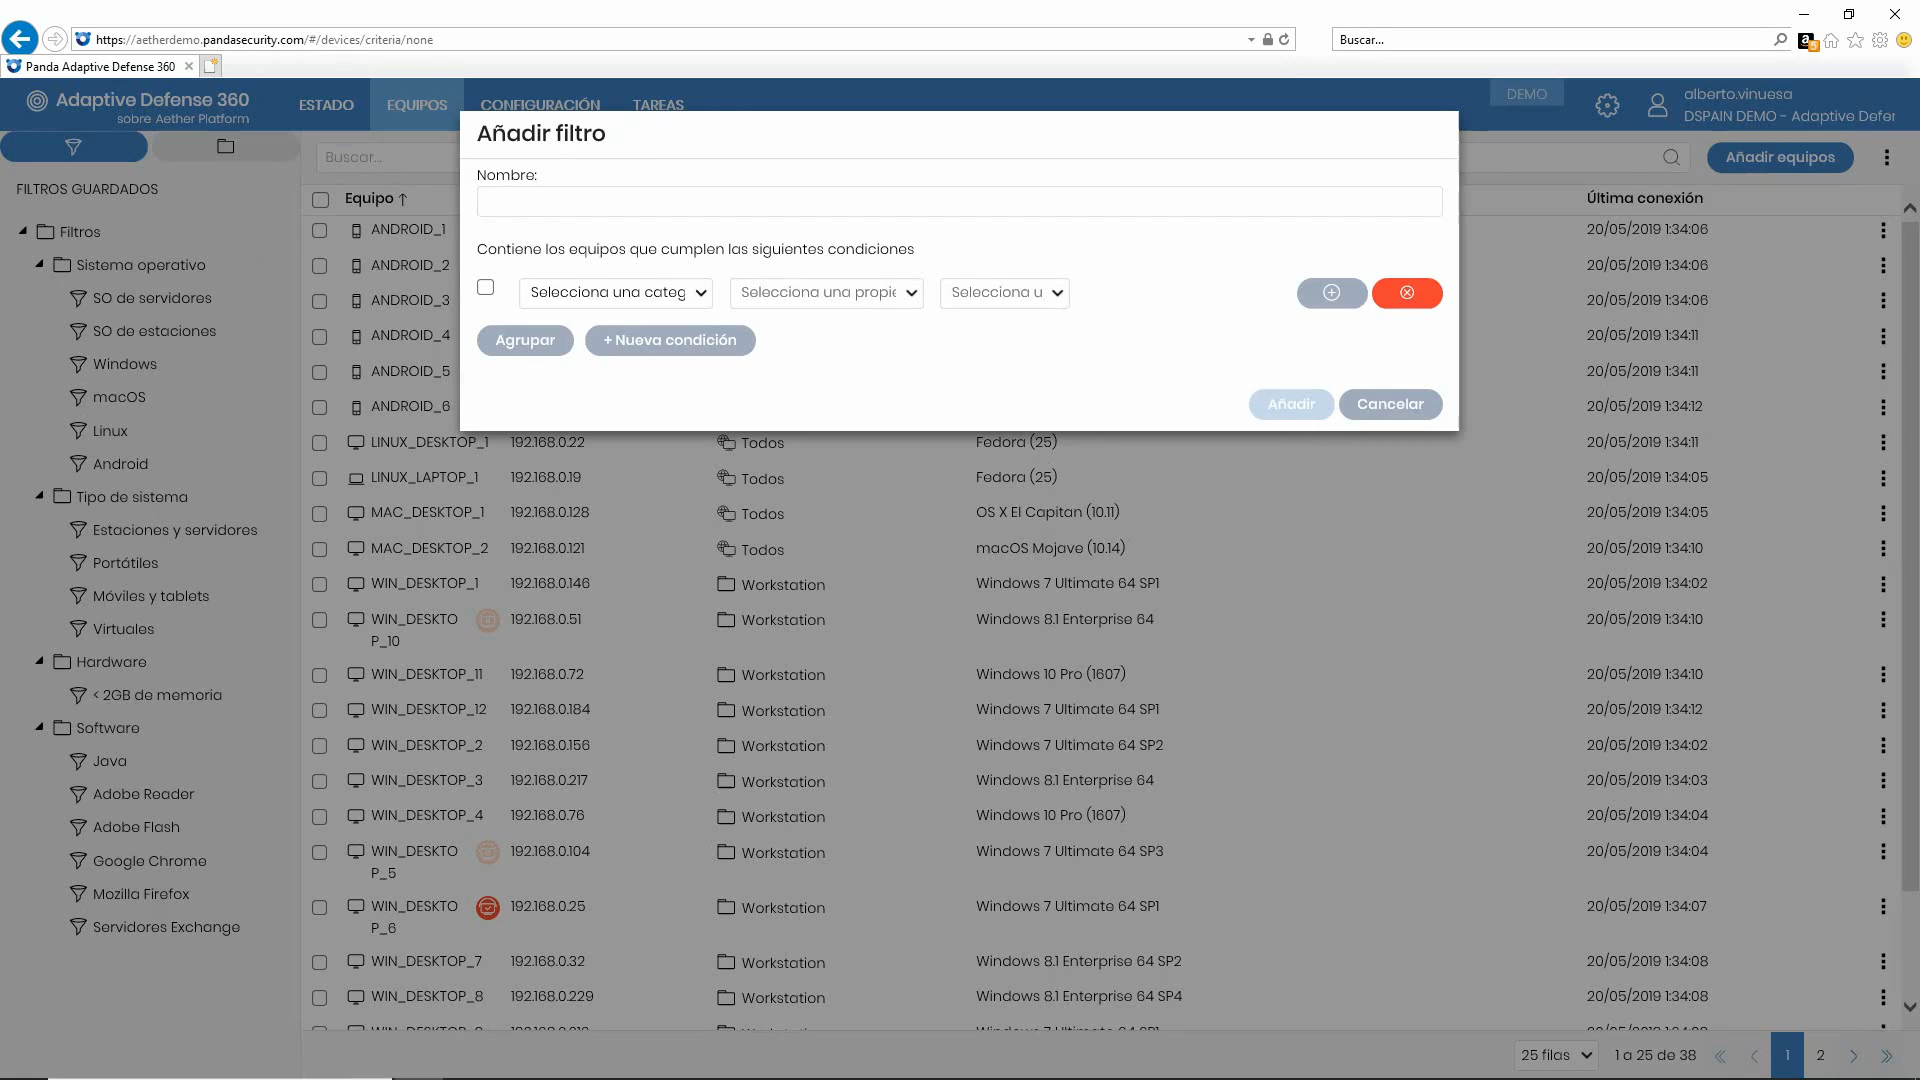 https://aetherdemo.pandasecurity.com/#/devices/criteria/none
Buscar...
Panda Adaptive Defense 360
Adaptive Defense 360
sobre Aether Platform
ESTADO
EQUIPOS
CONFIGURACIÓN
TAREAS
DEMO
alberto.vinuesa
DSPAIN DEMO - Adaptive Defer
Buscar...
Añadir equipos
FILTROS GUARDADOS
Filtros
Sistema operativo
SO de servidores
SO de estaciones
Windows
macOS
Linux
Android
Tipo de sistema
Estaciones y servidores
Portátiles
Móviles y tablets
Virtuales
Hardware
< 2GB de memoria
Software
Java
Adobe Reader
Adobe Flash
Google Chrome
Mozilla Firefox
Servidores Exchange
Añadir filtro
Nombre:
Contiene los equipos que cumplen las siguientes condiciones
Selecciona una categ
Selecciona una propie
Selecciona u
Agrupar
+ Nueva condición
Añadir
Cancelar
Equipo ↑ Última conexión
ANDROID_1 20/05/2019 1:34:06
ANDROID_2 20/05/2019 1:34:06
ANDROID_3 20/05/2019 1:34:06
ANDROID_4 20/05/2019 1:34:11
ANDROID_5 20/05/2019 1:34:11
ANDROID_6 20/05/2019 1:34:12
LINUX_DESKTOP_1 192.168.0.22 Todos Fedora (25) 20/05/2019 1:34:11
LINUX_LAPTOP_1 192.168.0.19 Todos Fedora (25) 20/05/2019 1:34:05
MAC_DESKTOP_1 192.168.0.128 Todos OS X El Capitan (10.11) 20/05/2019 1:34:05
MAC_DESKTOP_2 192.168.0.121 Todos macOS Mojave (10.14) 20/05/2019 1:34:10
WIN_DESKTOP_1 192.168.0.146 Workstation Windows 7 Ultimate 64 SP1 20/05/2019 1:34:02
WIN_DESKTO 192.168.0.51 Workstation Windows 8.1 Enterprise 64 20/05/2019 1:34:10
P_10
WIN_DESKTOP_11 192.168.0.72 Workstation Windows 10 Pro (1607) 20/05/2019 1:34:10
WIN_DESKTOP_12 192.168.0.184 Workstation Windows 7 Ultimate 64 SP1 20/05/2019 1:34:12
WIN_DESKTOP_2 192.168.0.156 Workstation Windows 7 Ultimate 64 SP2 20/05/2019 1:34:02
WIN_DESKTOP_3 192.168.0.217 Workstation Windows 8.1 Enterprise 64 20/05/2019 1:34:03
WIN_DESKTOP_4 192.168.0.76 Workstation Windows 10 Pro (1607) 20/05/2019 1:34:04
WIN_DESKTO 192.168.0.104 Workstation Windows 7 Ultimate 64 SP3 20/05/2019 1:34:04
P_5
WIN_DESKTO 192.168.0.25 Workstation Windows 7 Ultimate 64 SP1 20/05/2019 1:34:07
P_6
WIN_DESKTOP_7 192.168.0.32 Workstation Windows 8.1 Enterprise 64 SP2 20/05/2019 1:34:08
WIN_DESKTOP_8 192.168.0.229 Workstation Windows 8.1 Enterprise 64 SP4 20/05/2019 1:34:08
25 filas
1 a 25 de 38
1
2